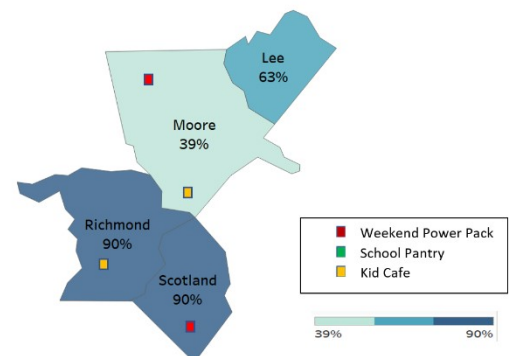 Lee
63%
Moore
39%
Richmond
90%
Scotland
90%
Weekend Power Pack
School Pantry
Kid Cafe
39%
90%